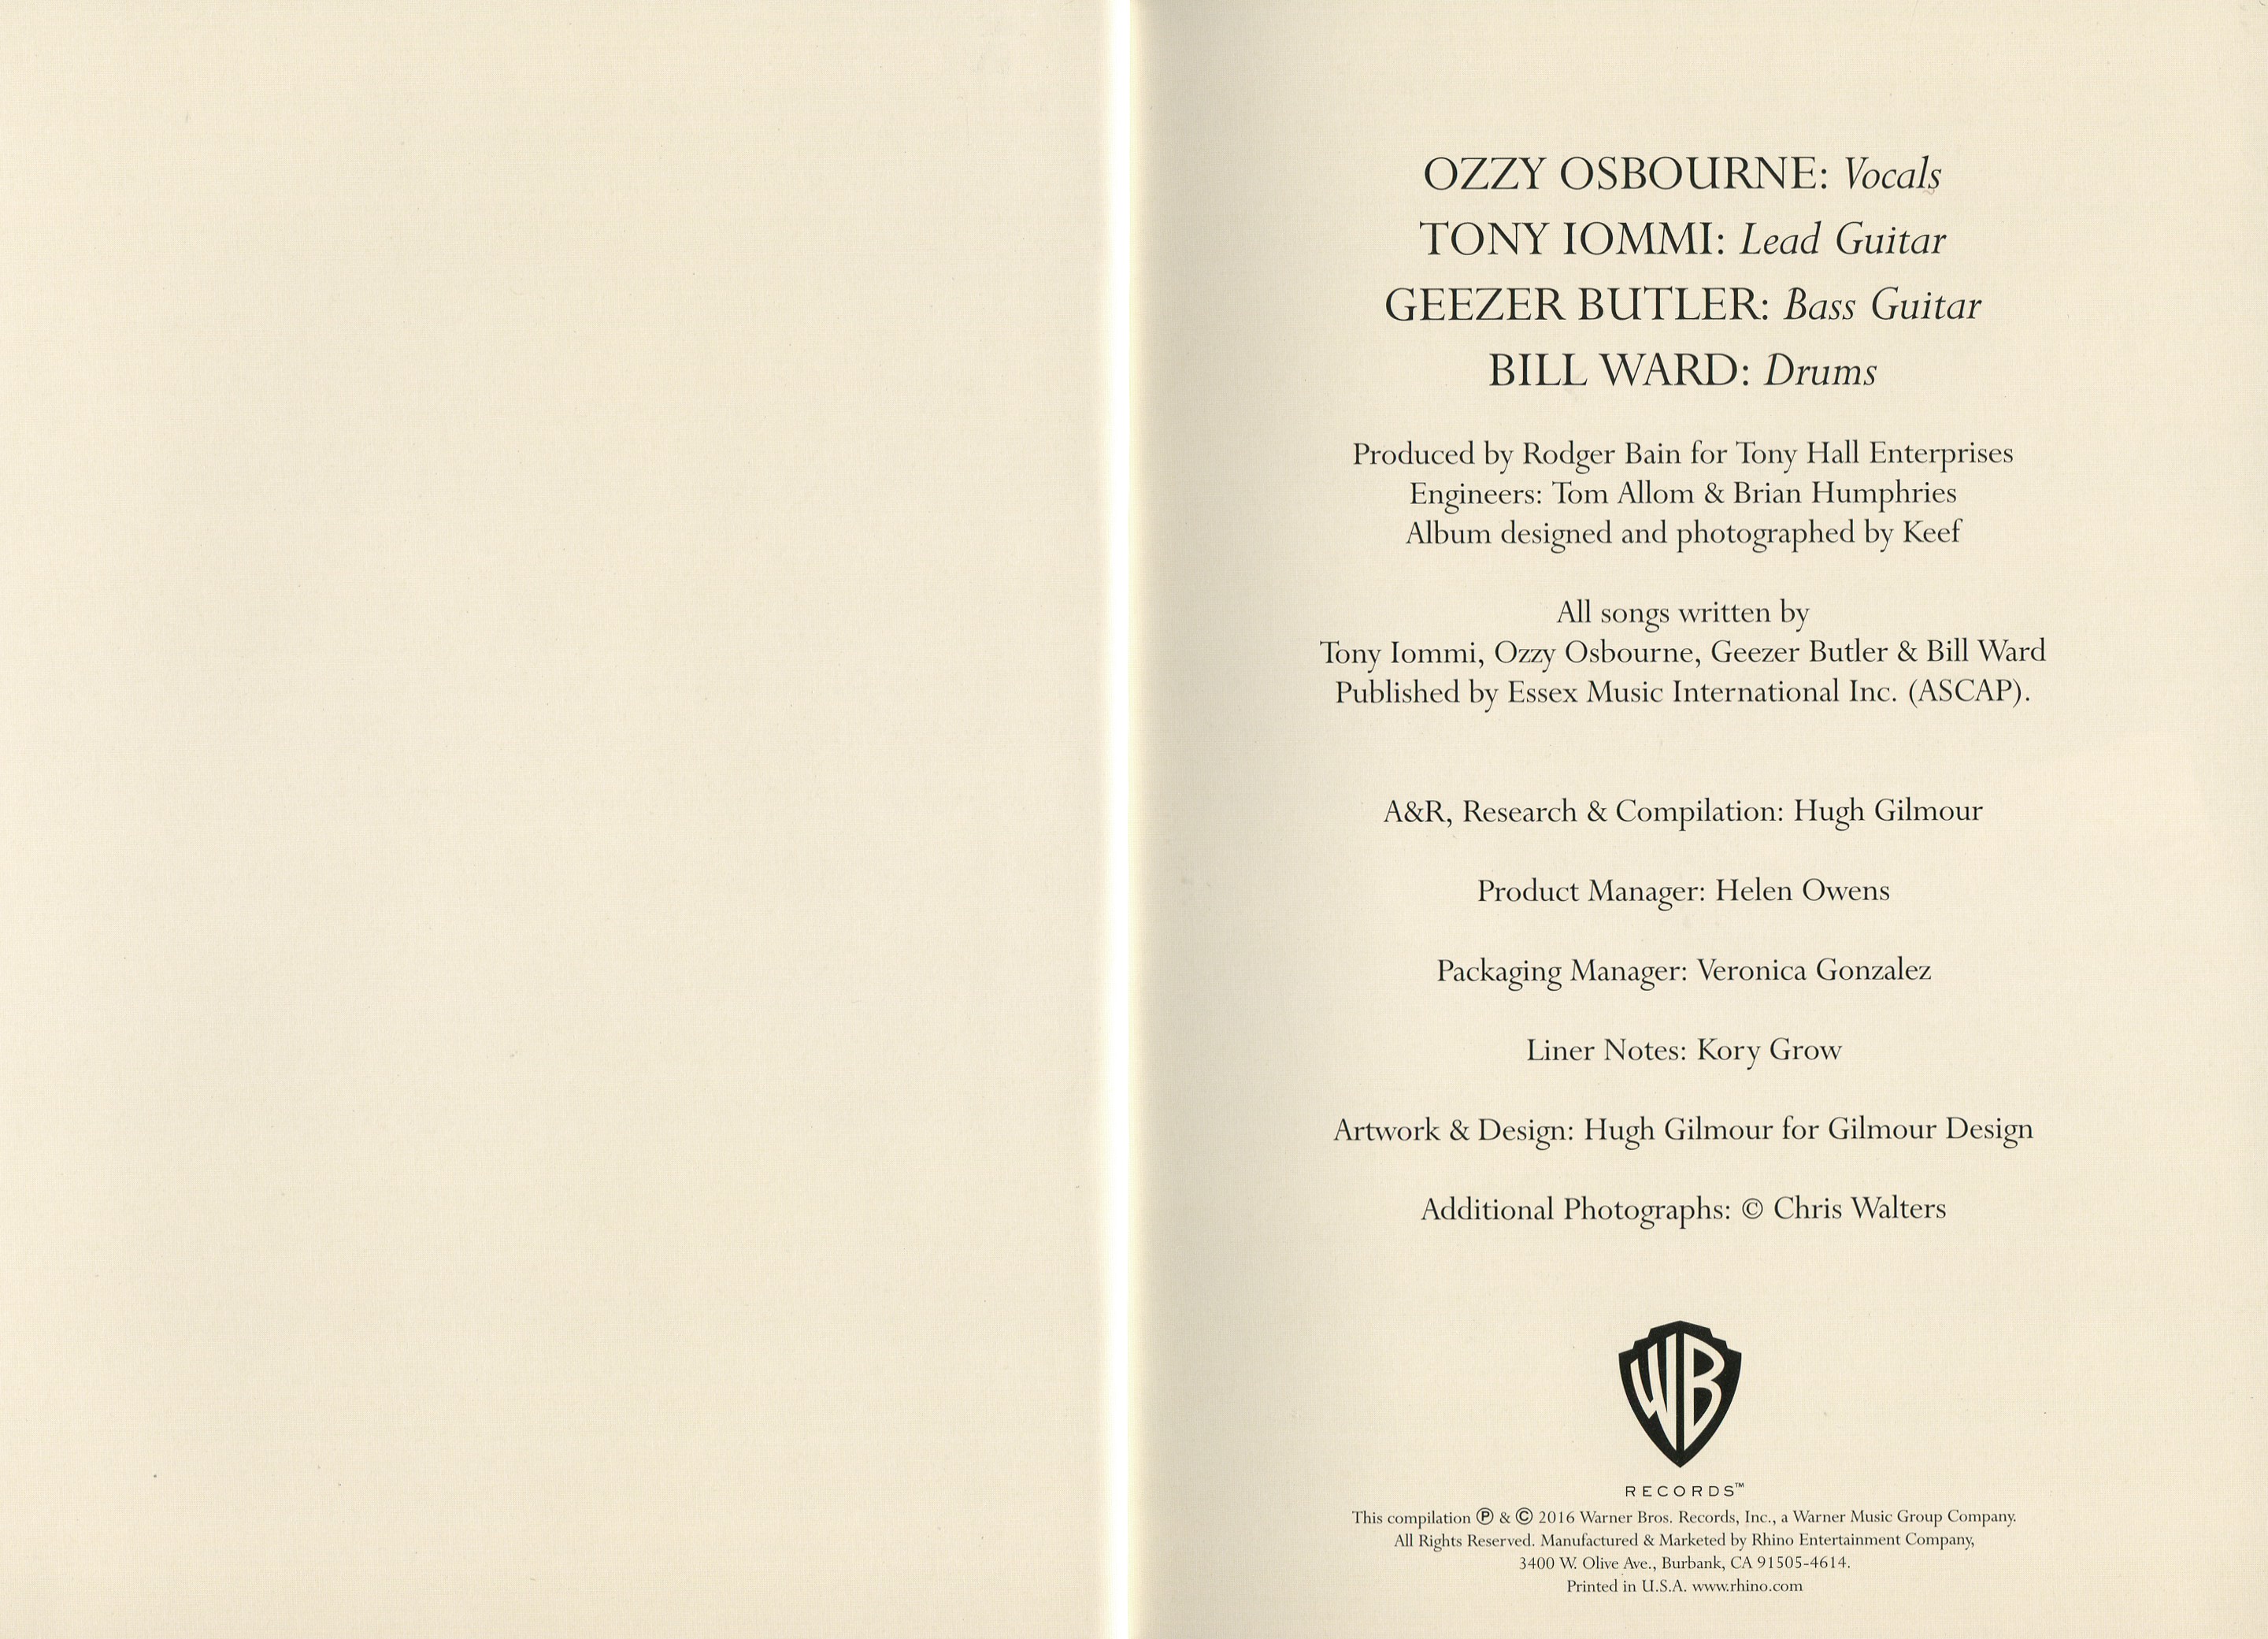 OZZY OSBOURNE: Vocals
TONY IOMMI: Lead Guitar
GEEZER BUTLER: Bass Guitar
BILL WARD: Drums
Produced by Rodger Bain for Tony Hall Enterprises
Engineers: Tom Allom & Brian Humphries
Album designed and photographed by Keef
All songs written by
Tony Iommi, Ozzy Osbourne, Geezer Butler & Bill Ward
Published by Essex Music International Inc. (ASCAP).
A&R, Research & Compilation: Hugh Gilmour
Product Manager: Helen Owens
Packaging Manager: Veronica Gonzalez
Liner Notes: Kory Grow
Artwork & Design: Hugh Gilmour for Gilmour Design
Additional Photographs: © Chris Walters
WB
RECORDS™
This compilation ℗ & © 2016 Warner Bros. Records, Inc., a Warner Music Group Company.
All Rights Reserved. Manufactured & Marketed by Rhino Entertainment Company,
3400 W. Olive Ave., Burbank, CA 91505-4614.
Printed in U.S.A. www.rhino.com